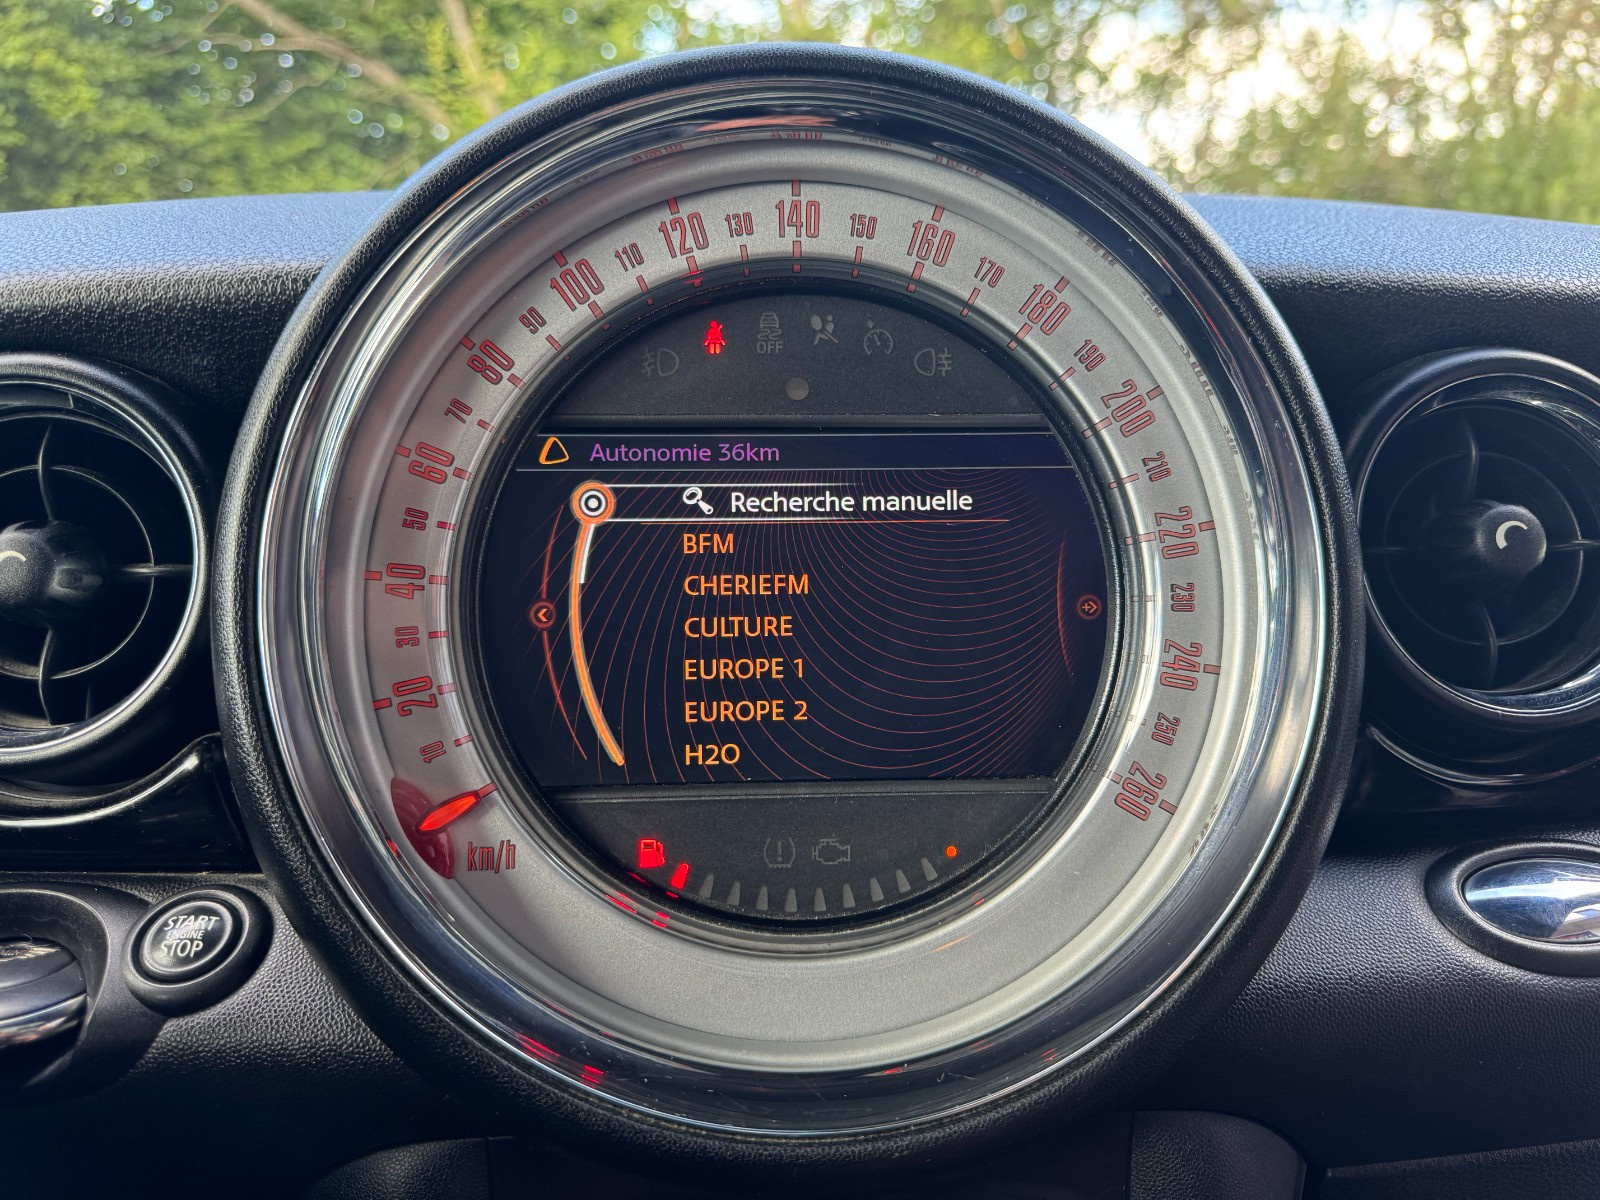 10
20
30
40
50
60
70
80
90
100
110
120
130
140
150
160
170
180
190
200
210
220
230
240
250
260
km/h
OFF
Autonomie 36km
Recherche manuelle
BFM
CHERIEFM
CULTURE
EUROPE 1
EUROPE 2
H2O
START
ENGINE
STOP